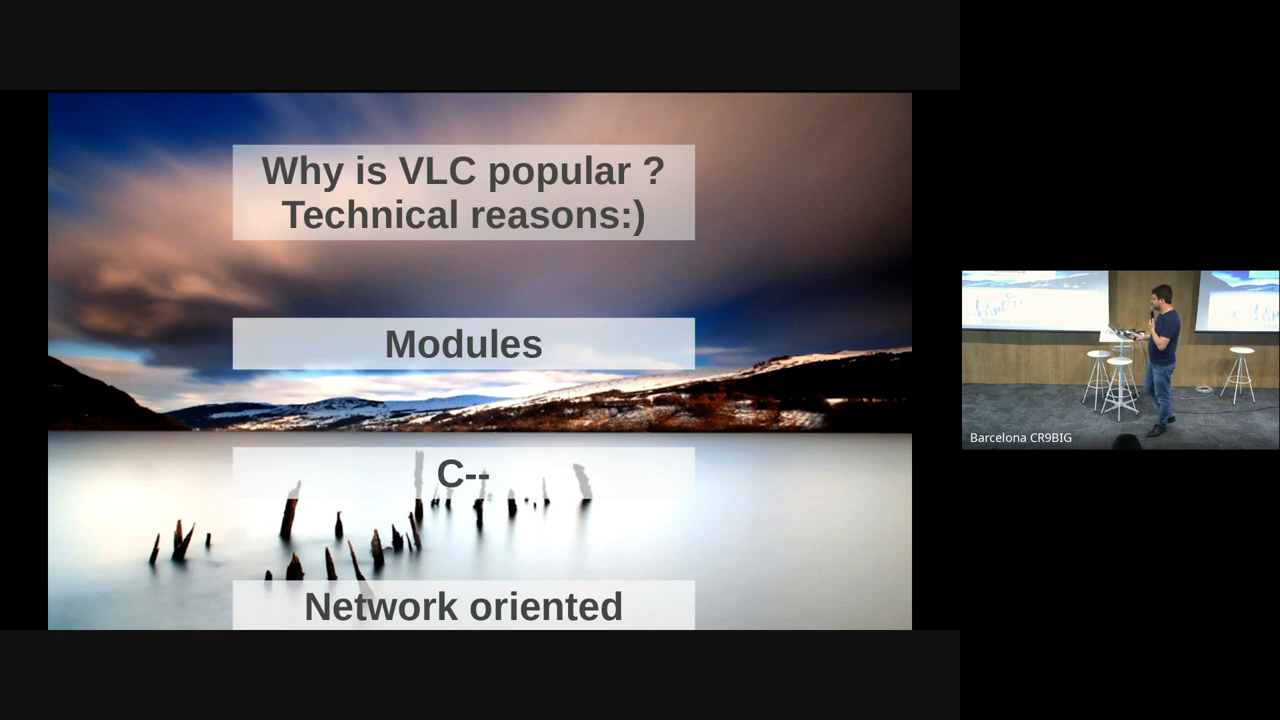 Why is VLC popular ?
Technical reasons:)
Modules
C--
Network oriented
Barcelona CR9BIG